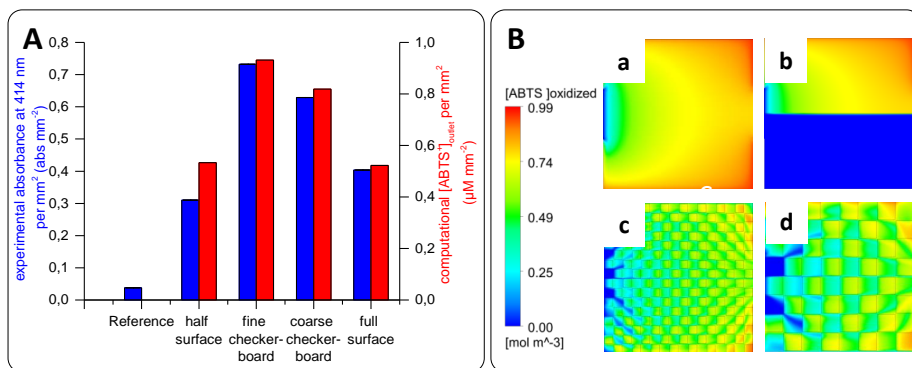 A
experimental absorbance at 414 nm
per mm² (abs mm⁻²)
0,8
0,7
0,6
0,5
0,4
0,3
0,2
0,1
0,0
1,0
0,8
0,6
0,4
0,2
0,0
computational [ABTS⁺]outlet per mm²
(µM mm⁻²)
Reference
half
surface
fine
checker-
board
coarse
checker-
board
full
surface
B
[ABTS ]oxidized
0.99
0.74
0.49
0.25
0.00
[mol m^-3]
a
b
c
d